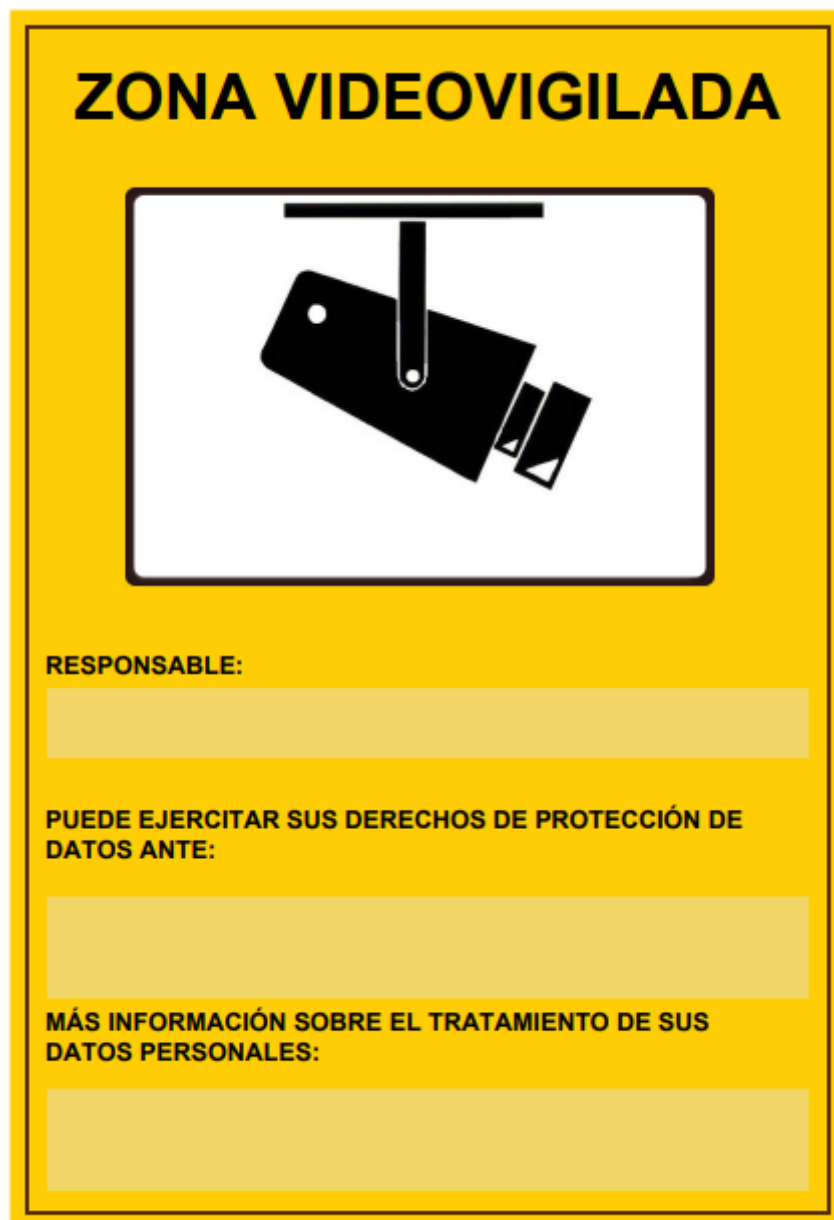 ZONA VIDEOVIGILADA
RESPONSABLE:
PUEDE EJERCITAR SUS DERECHOS DE PROTECCIÓN DE
DATOS ANTE:
MÁS INFORMACIÓN SOBRE EL TRATAMIENTO DE SUS
DATOS PERSONALES: